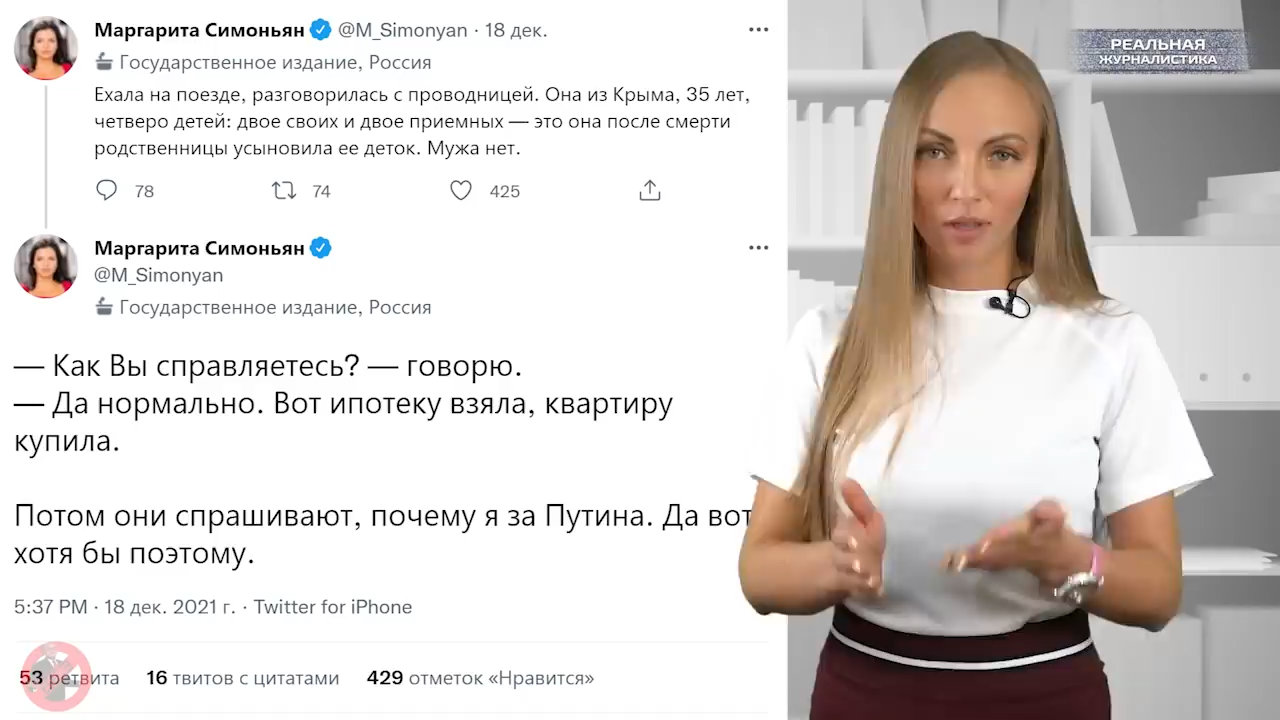 Маргарита Симоньян @M_Simonyan · 18 дек.
Государственное издание, Россия
Ехала на поезде, разговорилась с проводницей. Она из Крыма, 35 лет,
четверо детей: двое своих и двое приемных — это она после смерти
родственницы усыновила ее деток. Мужа нет.
78 74 425
Маргарита Симоньян
@M_Simonyan
Государственное издание, Россия
— Как Вы справляетесь? — говорю.
— Да нормально. Вот ипотеку взяла, квартиру
купила.
Потом они спрашивают, почему я за Путина. Да вот
хотя бы поэтому.
5:37 PM · 18 дек. 2021 г. · Twitter for iPhone
53 ретвита 16 твитов с цитатами 429 отметок «Нравится»
РЕАЛЬНАЯ
ЖУРНАЛИСТИКА